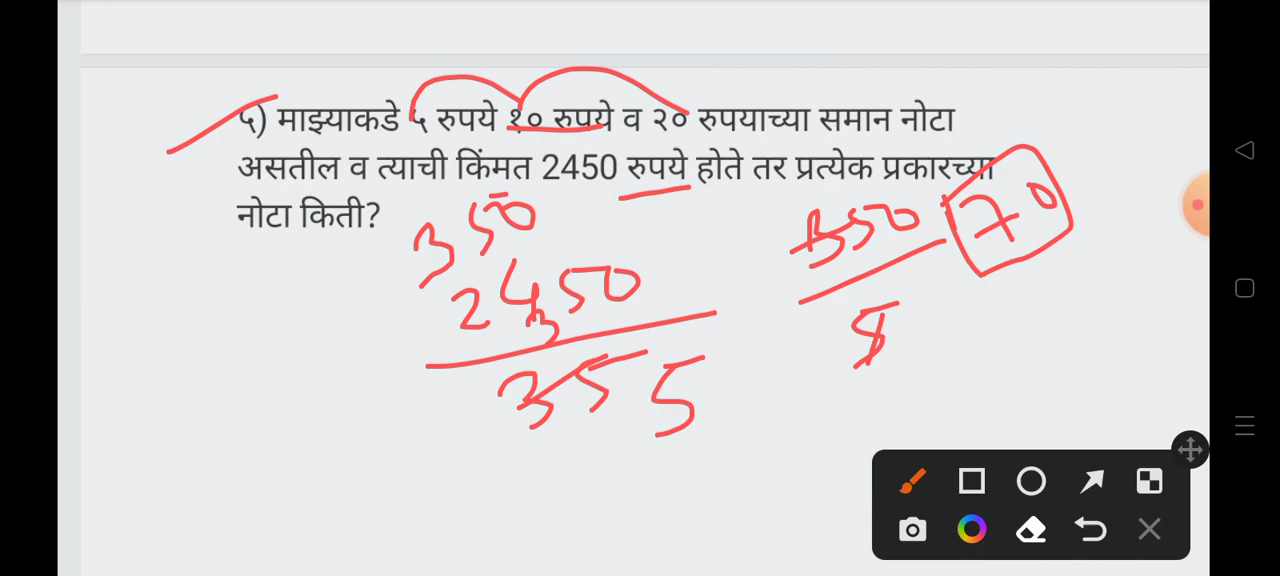 ५) माझ्याकडे ५ रुपये १० रुपये व २० रुपयाच्या समान नोटा
असतील व त्याची किंमत 2450 रुपये होते तर प्रत्येक प्रकारच्या
नोटा किती?
350
2450
35 5
350
5
70